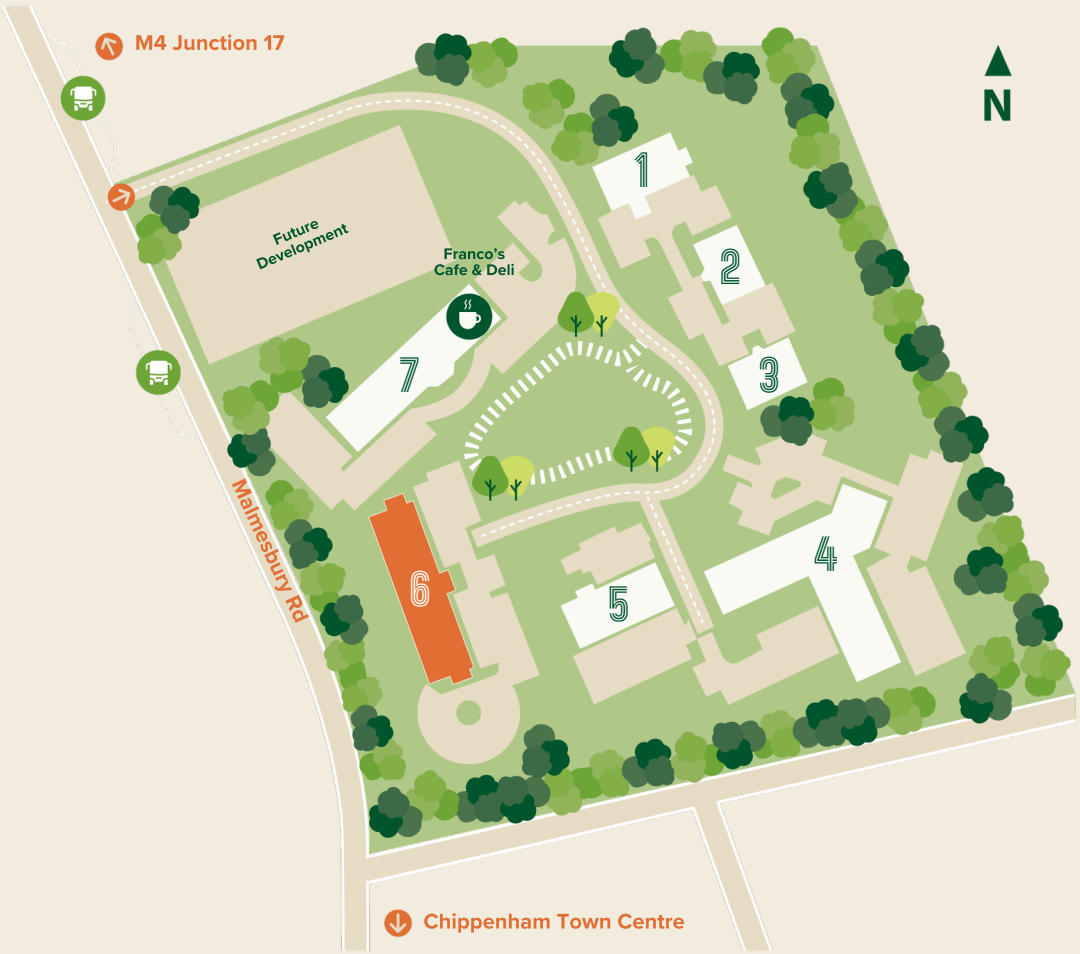 M4 Junction 17
N
1
Future
Development
Franco's
Cafe & Deli
2
7
3
Malmesbury Rd
4
6
5
Chippenham Town Centre